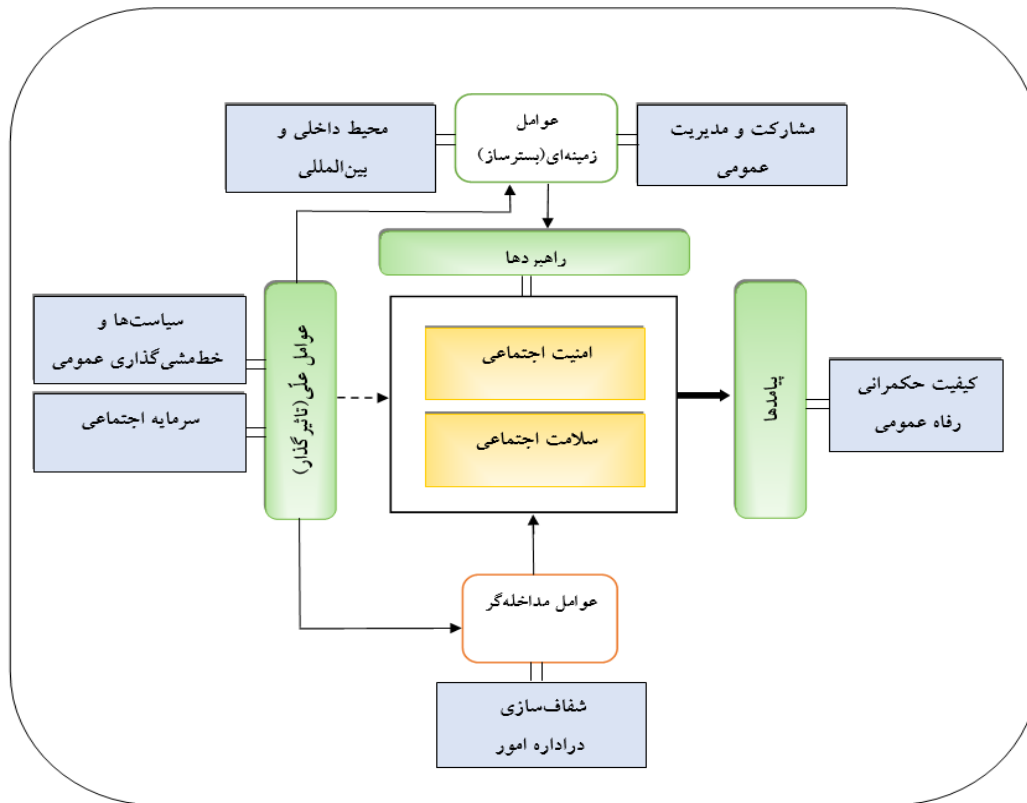 عوامل
زمینه‌ای(بسترساز)
محیط داخلی و
بین‌المللی
مشارکت و مدیریت
عمومی
راهبردها
سیاست‌ها و
خط‌مشی‌گذاری عمومی
سرمایه اجتماعی
عوامل علّی(تاثیرگذار)
امنیت اجتماعی
سلامت اجتماعی
پیامدها
کیفیت حکمرانی
رفاه عمومی
عوامل مداخله‌گر
شفاف‌سازی
دراداره امور